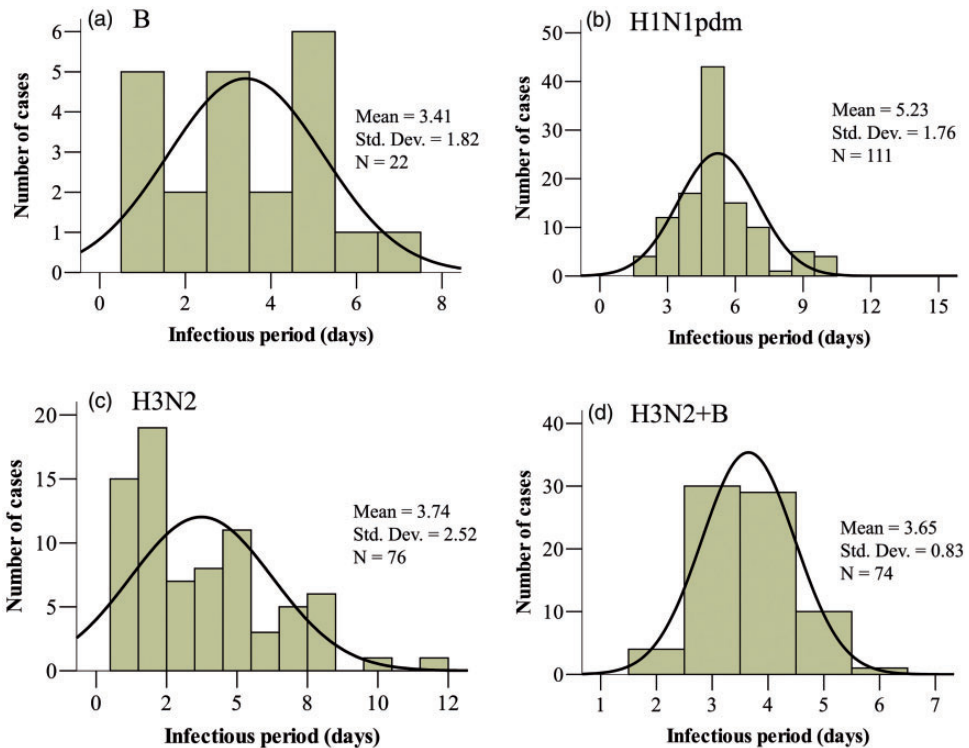 (a) B
Number of cases
6
5
4
3
2
1
0
Mean = 3.41
Std. Dev. = 1.82
N = 22
0 2 4 6 8
Infectious period (days)
(b) H1N1pdm
Number of cases
50
40
30
20
10
0
Mean = 5.23
Std. Dev. = 1.76
N = 111
0 3 6 9 12 15
Infectious period (days)
(c) H3N2
Number of cases
20
15
10
5
0
Mean = 3.74
Std. Dev. = 2.52
N = 76
0 2 5 8 10 12
Infectious period (days)
(d) H3N2+B
Number of cases
40
30
20
10
0
Mean = 3.65
Std. Dev. = 0.83
N = 74
1 2 3 4 5 6 7
Infectious period (days)